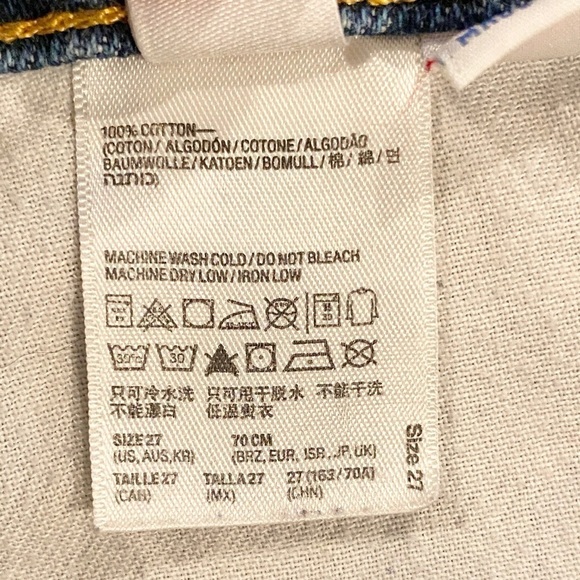 100% COTTON—
(COTON / ALGODÓN / COTONE / ALGODÃO
BAUMWOLLE / KATOEN / BOMULL / 棉 / 綿 / 면
כותנה)
MACHINE WASH COLD / DO NOT BLEACH
MACHINE DRY LOW / IRON LOW
30
只可冷水洗 只可用干脱水 不能干洗
不能漂白 低温熨衣
SIZE 27 70 CM
(US, AUS, KR) (BRZ, EUR, ISR, JP, UK)
TAILLE 27 TALLA 27 27 (163/70A)
(CAN) (MX) (CHN)
Size 27